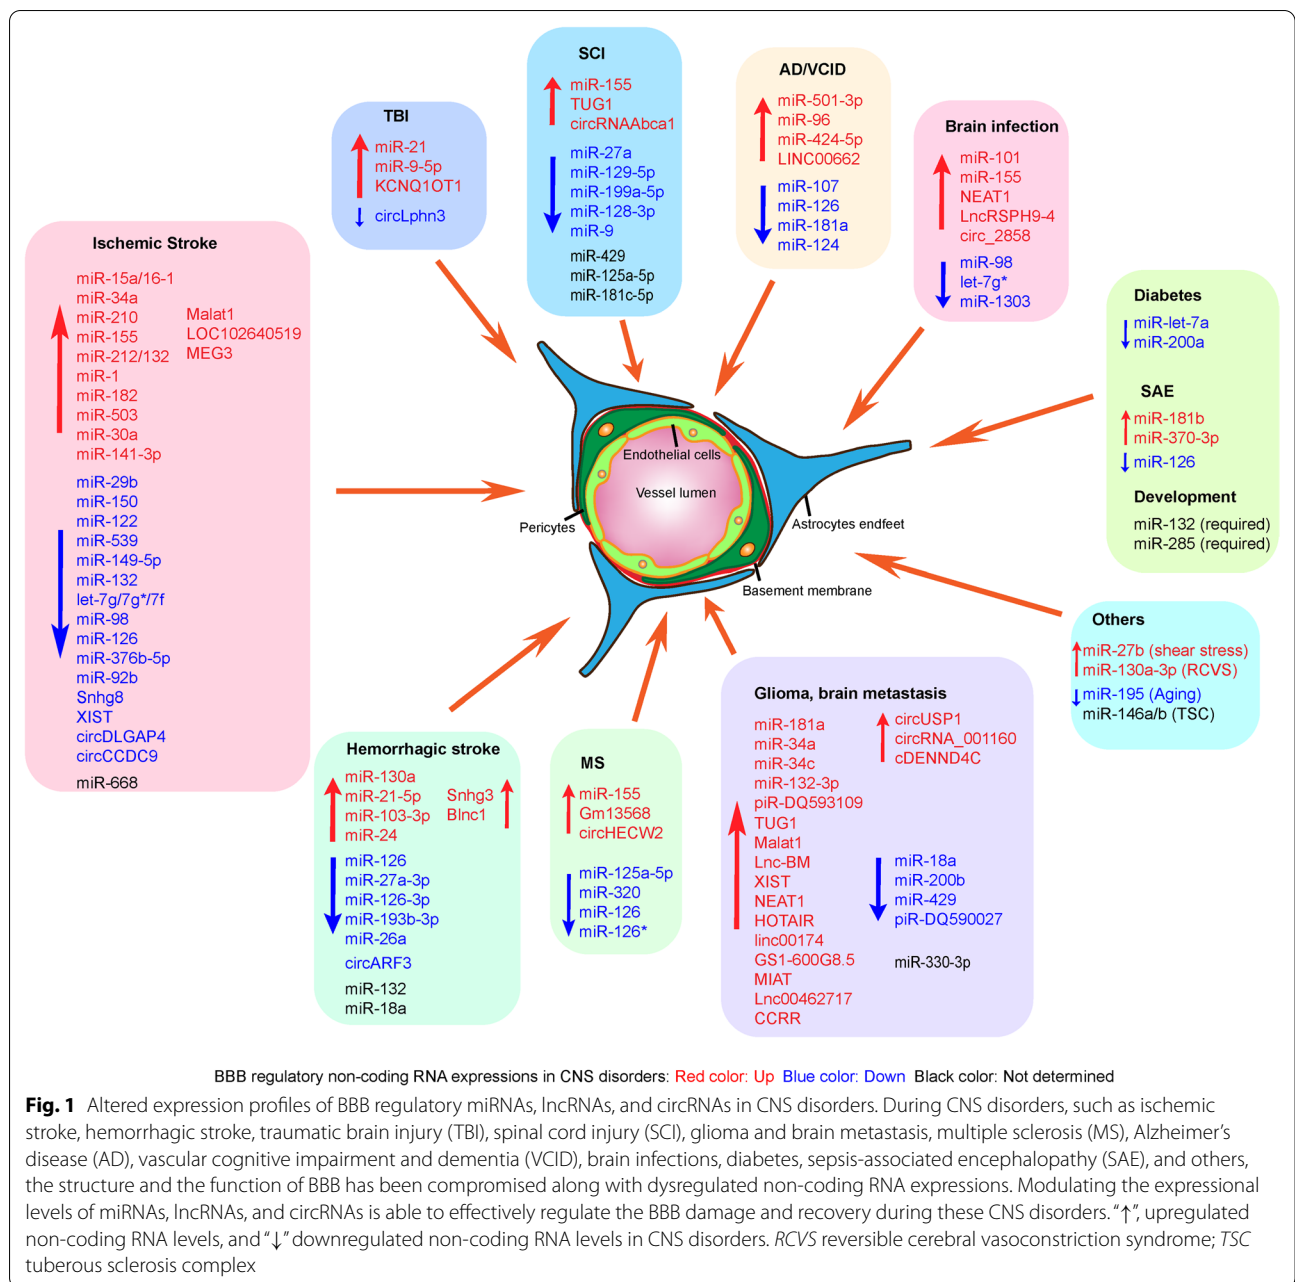 SCI
miR-155
TUG1
circRNAAbca1
miR-27a
miR-129-5p
miR-199a-5p
miR-128-3p
miR-9
miR-429
miR-125a-5p
miR-181c-5p
AD/VCID
miR-501-3p
miR-96
miR-424-5p
LINC00662
miR-107
miR-126
miR-181a
miR-124
TBI
miR-21
miR-9-5p
KCNQ1OT1
circLphn3
Brain infection
miR-101
miR-155
NEAT1
LncRSPH9-4
circ_2858
miR-98
let-7g*
miR-1303
Ischemic Stroke
miR-15a/16-1
miR-34a
miR-210
miR-155
miR-212/132
miR-1
miR-182
miR-503
miR-30a
miR-141-3p
Malat1
LOC102640519
MEG3
miR-29b
miR-150
miR-122
miR-539
miR-149-5p
miR-132
let-7g/7g*/7f
miR-98
miR-126
miR-376b-5p
miR-92b
Snhg8
XIST
circDLGAP4
circCCDC9
miR-668
Diabetes
miR-let-7a
miR-200a
SAE
miR-181b
miR-370-3p
miR-126
Development
miR-132 (required)
miR-285 (required)
Endothelial cells
Vessel lumen
Pericytes
Astrocytes endfeet
Basement membrane
Others
miR-27b (shear stress)
miR-130a-3p (RCVS)
miR-195 (Aging)
miR-146a/b (TSC)
Hemorrhagic stroke
miR-130a
miR-21-5p
miR-103-3p
miR-24
Snhg3
Blnc1
miR-126
miR-27a-3p
miR-126-3p
miR-193b-3p
miR-26a
circARF3
miR-132
miR-18a
MS
miR-155
Gm13568
circHECW2
miR-125a-5p
miR-320
miR-126
miR-126*
Glioma, brain metastasis
miR-181a
miR-34a
miR-34c
miR-132-3p
piR-DQ593109
TUG1
Malat1
Lnc-BM
XIST
NEAT1
HOTAIR
linc00174
GS1-600G8.5
MIAT
Lnc00462717
CCRR
circUSP1
circRNA_001160
cDENND4C
miR-18a
miR-200b
miR-429
piR-DQ590027
miR-330-3p
BBB regulatory non-coding RNA expressions in CNS disorders: Red color: Up Blue color: Down Black color: Not determined
Fig. 1 Altered expression profiles of BBB regulatory miRNAs, lncRNAs, and circRNAs in CNS disorders. During CNS disorders, such as ischemic
stroke, hemorrhagic stroke, traumatic brain injury (TBI), spinal cord injury (SCI), glioma and brain metastasis, multiple sclerosis (MS), Alzheimer's
disease (AD), vascular cognitive impairment and dementia (VCID), brain infections, diabetes, sepsis-associated encephalopathy (SAE), and others,
the structure and the function of BBB has been compromised along with dysregulated non-coding RNA expressions. Modulating the expressional
levels of miRNAs, lncRNAs, and circRNAs is able to effectively regulate the BBB damage and recovery during these CNS disorders. “↑”, upregulated
non-coding RNA levels, and “↓” downregulated non-coding RNA levels in CNS disorders. RCVS reversible cerebral vasoconstriction syndrome; TSC
tuberous sclerosis complex